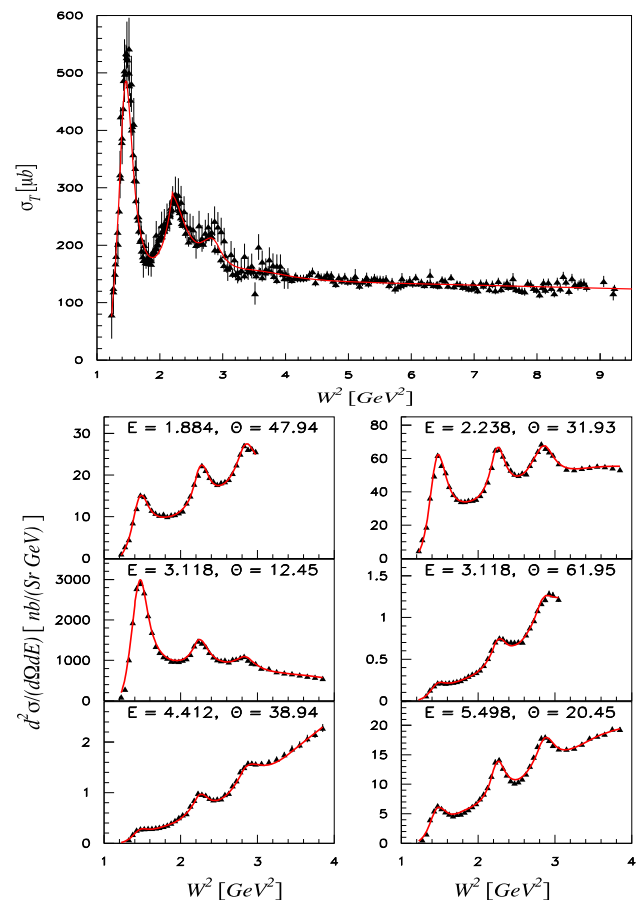 600
500
400
300
200
100
0
σ_T [μb]
1 2 3 4 5 6 7 8 9
W² [GeV²]
d²σ/(dΩdE) [ nb/(Sr GeV) ]
E = 1.884, Θ = 47.94
30
20
10
0
E = 2.238, Θ = 31.93
80
60
40
20
0
E = 3.118, Θ = 12.45
3000
2000
1000
0
E = 3.118, Θ = 61.95
1.5
1
0.5
0
E = 4.412, Θ = 38.94
2
1
0
E = 5.498, Θ = 20.45
20
15
10
5
0
1 2 3 4
1 2 3 4
W² [GeV²]
W² [GeV²]